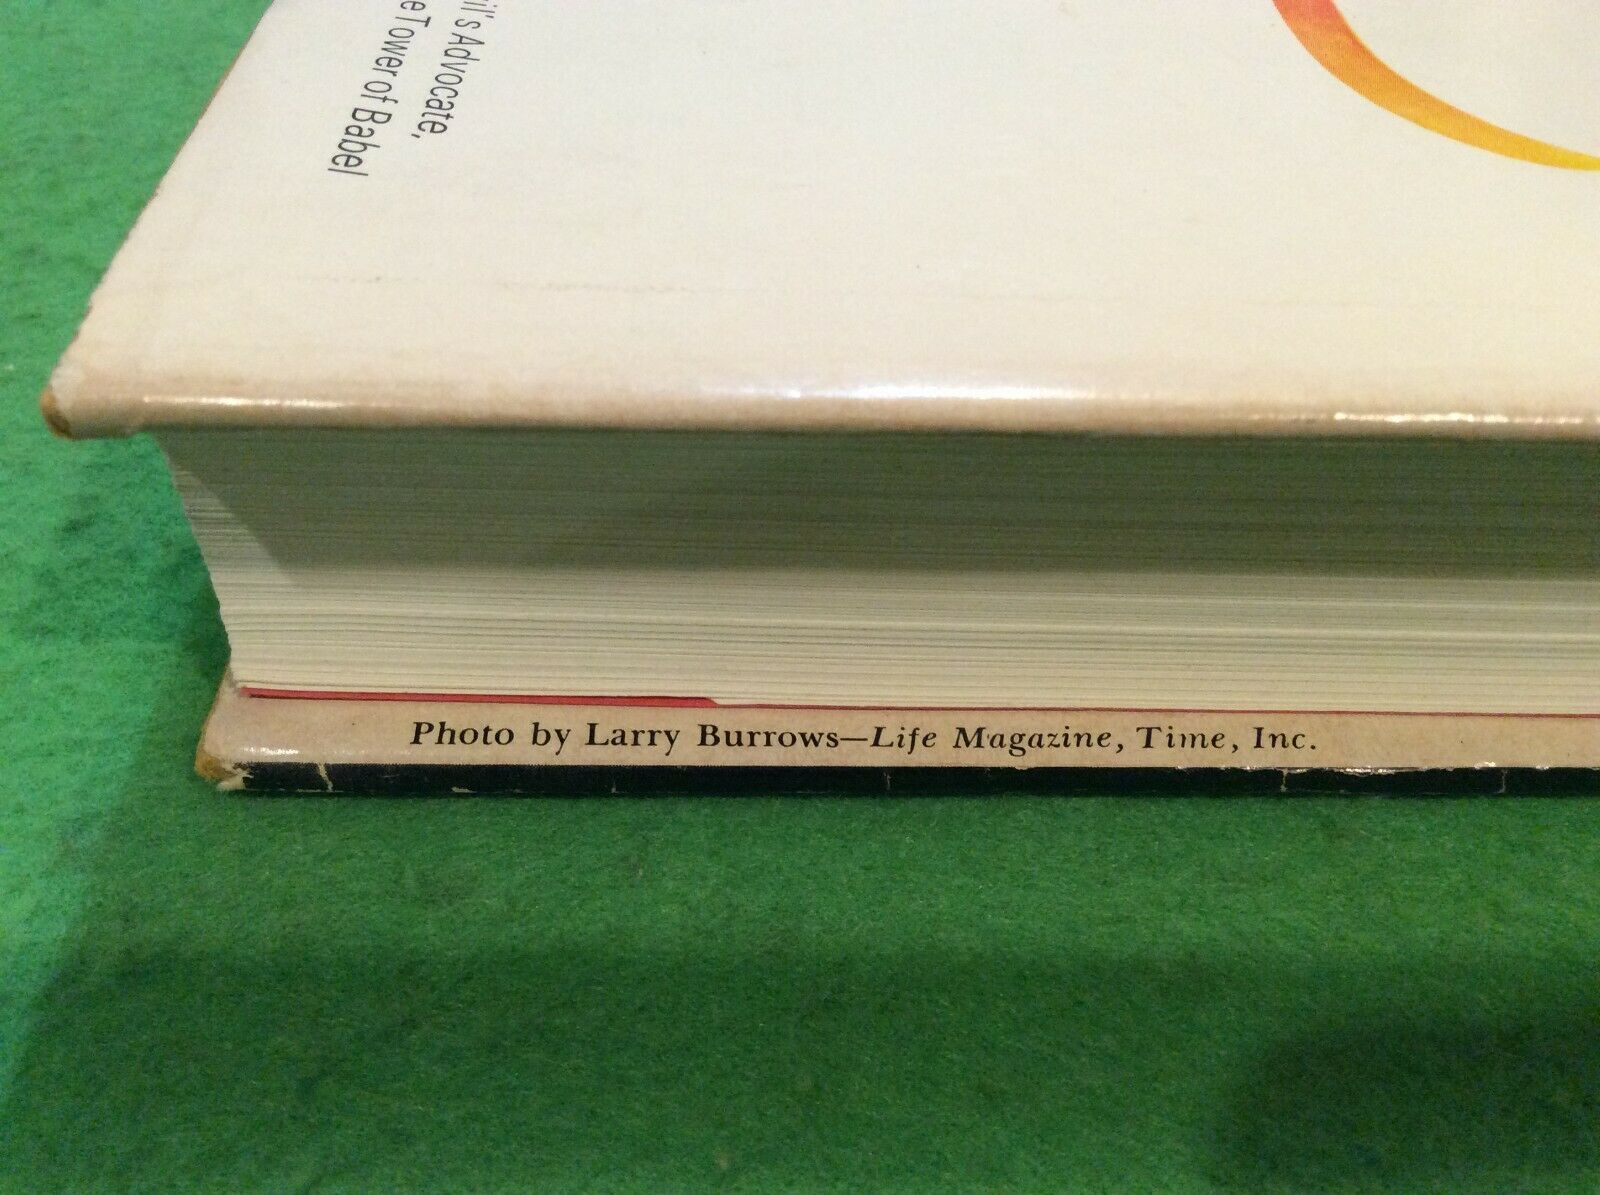 il's Advocate,
e Tower of Babel
Photo by Larry Burrows—Life Magazine, Time, Inc.